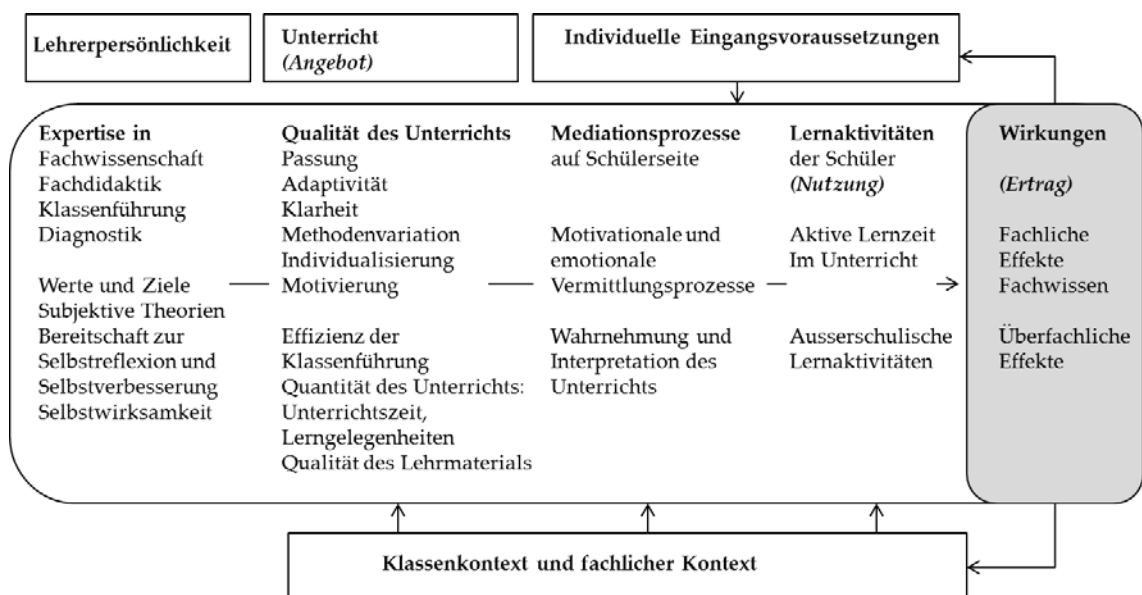 Lehrerpersönlichkeit
Unterricht
(Angebot)
Individuelle Eingangsvoraussetzungen
Expertise in
Fachwissenschaft
Fachdidaktik
Klassenführung
Diagnostik
Werte und Ziele
Subjektive Theorien
Bereitschaft zur
Selbstreflexion und
Selbstverbesserung
Selbstwirksamkeit
Qualität des Unterrichts
Passung
Adaptivität
Klarheit
Methodenvariation
Individualisierung
Motivierung
Effizienz der
Klassenführung
Quantität des Unterrichts:
Unterrichtszeit,
Lerngelegenheiten
Qualität des Lehrmaterials
Mediationsprozesse
auf Schülerseite
Motivationale und
emotionale
Vermittlungsprozesse
Wahrnehmung und
Interpretation des
Unterrichts
Lernaktivitäten
der Schüler
(Nutzung)
Aktive Lernzeit
Im Unterricht
Ausserschulische
Lernaktivitäten
Wirkungen
(Ertrag)
Fachliche
Effekte
Fachwissen
Überfachliche
Effekte
Klassenkontext und fachlicher Kontext